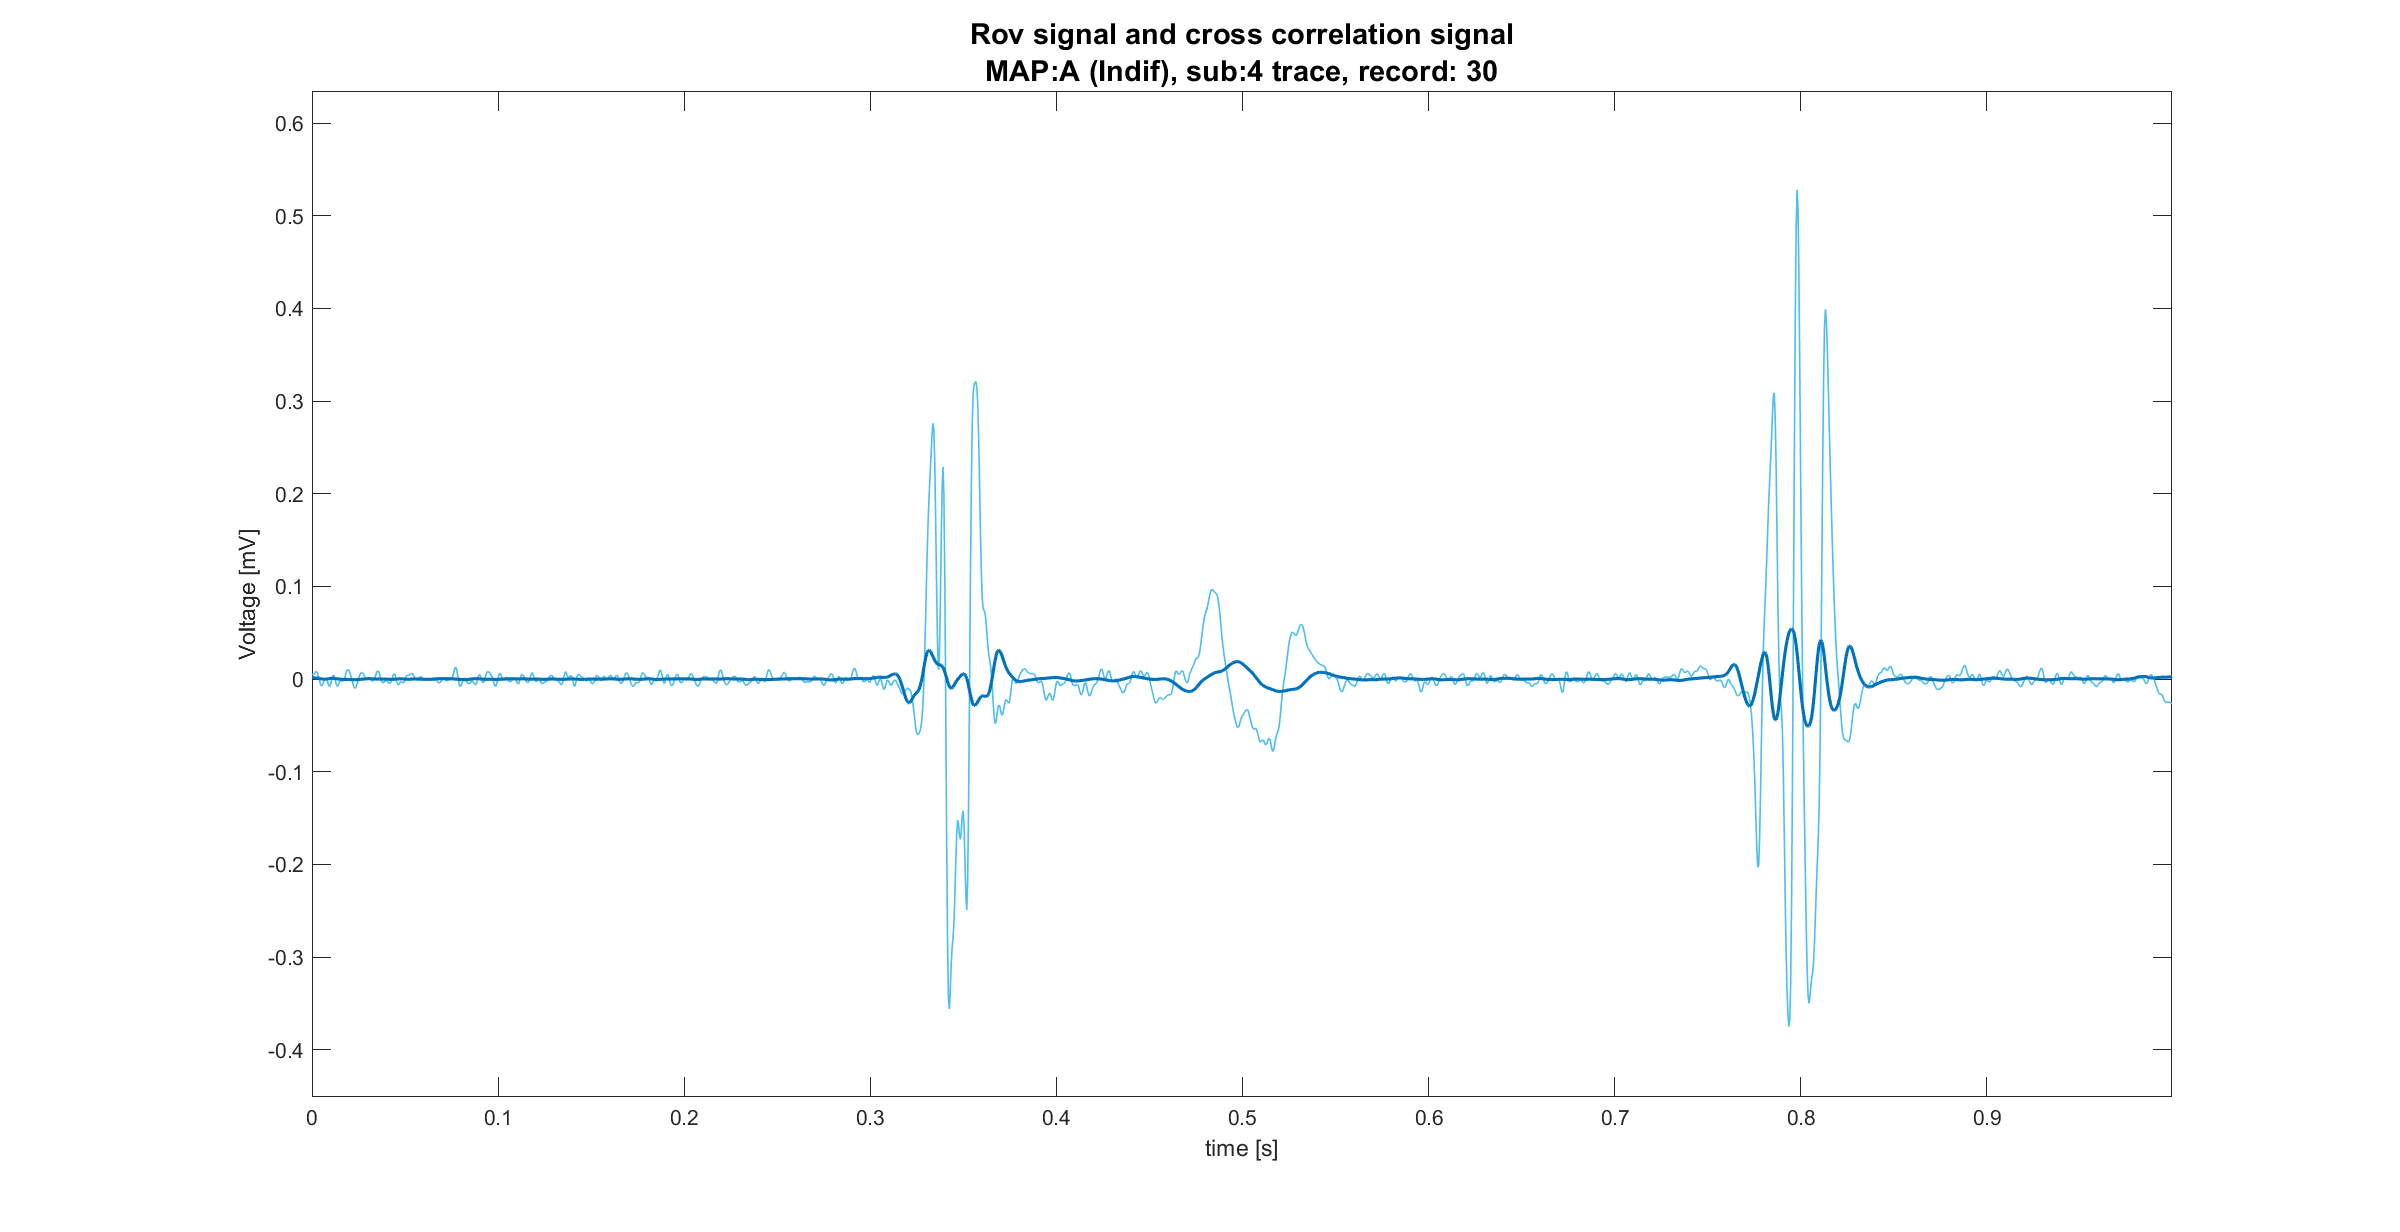 Rov signal and cross correlation signal
MAP:A (Indif), sub:4 trace, record: 30
0.6
0.5
0.4
0.3
0.2
0.1
0
-0.1
-0.2
-0.3
-0.4
Voltage [mV]
0 0.1 0.2 0.3 0.4 0.5 0.6 0.7 0.8 0.9
time [s]